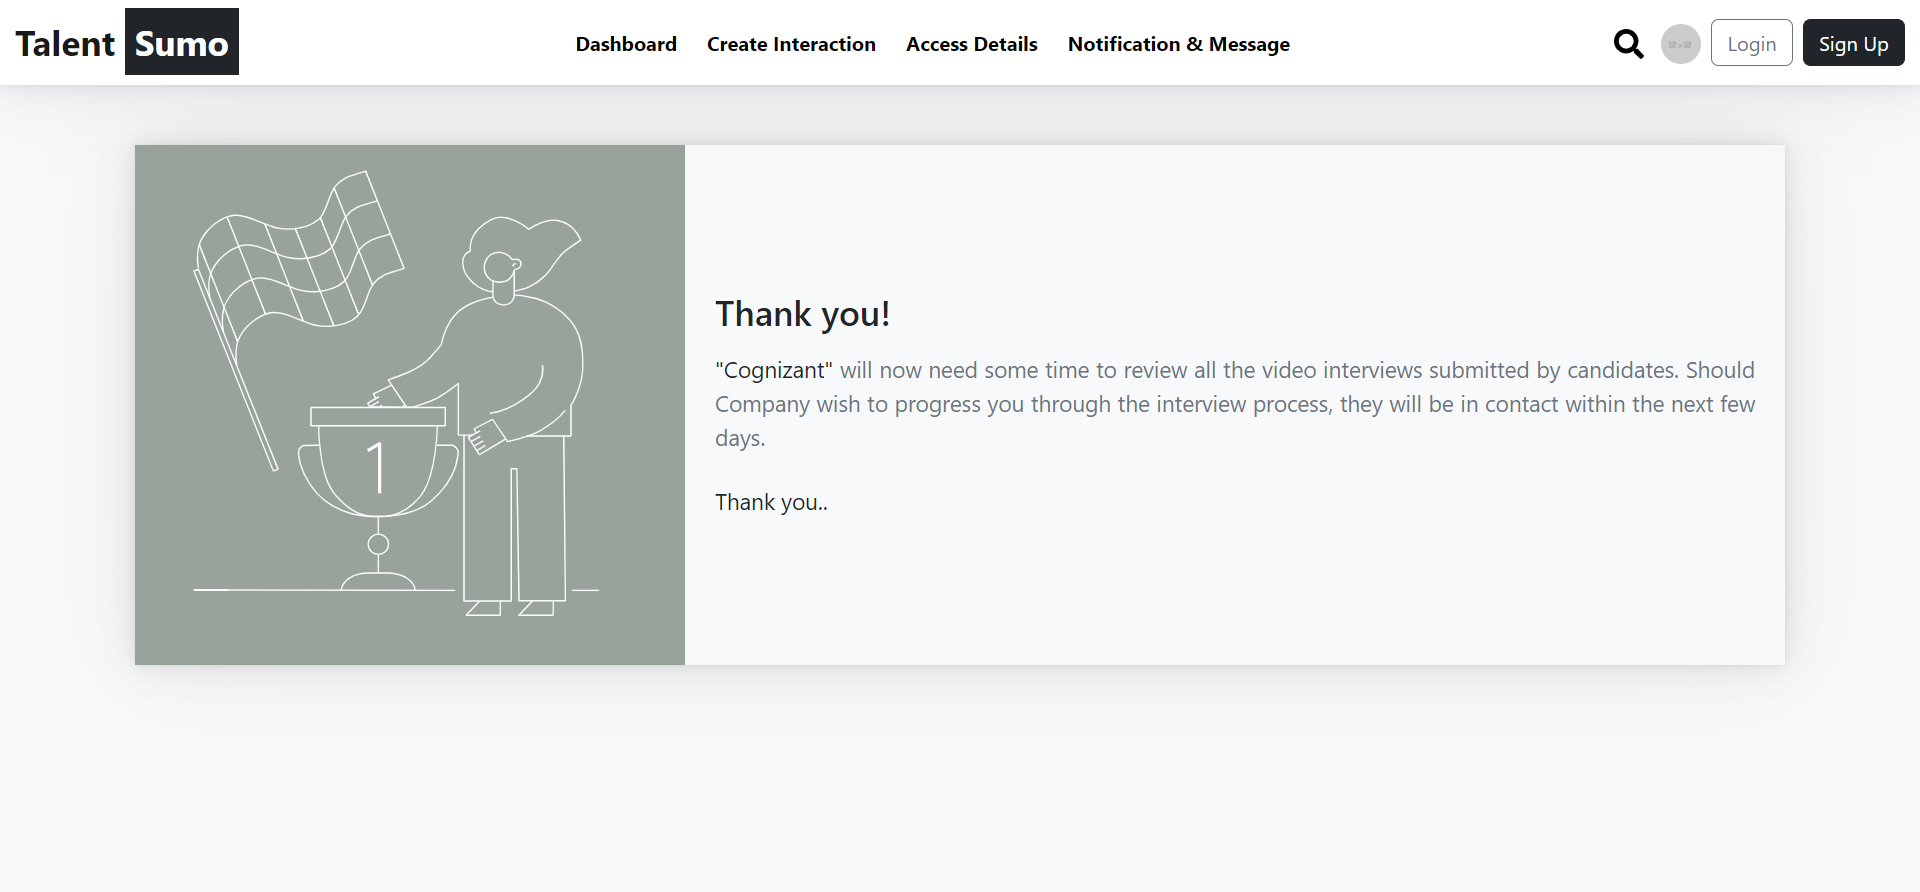 Talent Sumo
Dashboard
Create Interaction
Access Details
Notification & Message
Login
Sign Up
1
Thank you!
"Cognizant" will now need some time to review all the video interviews submitted by candidates. Should
Company wish to progress you through the interview process, they will be in contact within the next few
days.
Thank you..